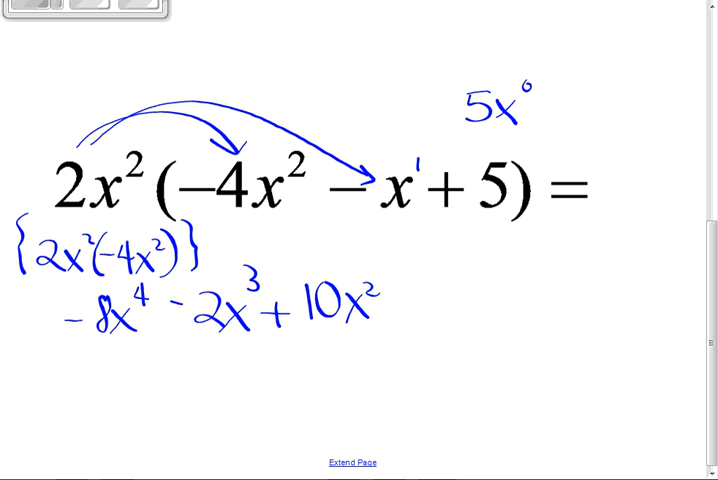 5x⁰
2x²(−4x² − x¹ + 5) =
{2x²(−4x²)}
−8x⁴ − 2x³ + 10x²
Extend Page